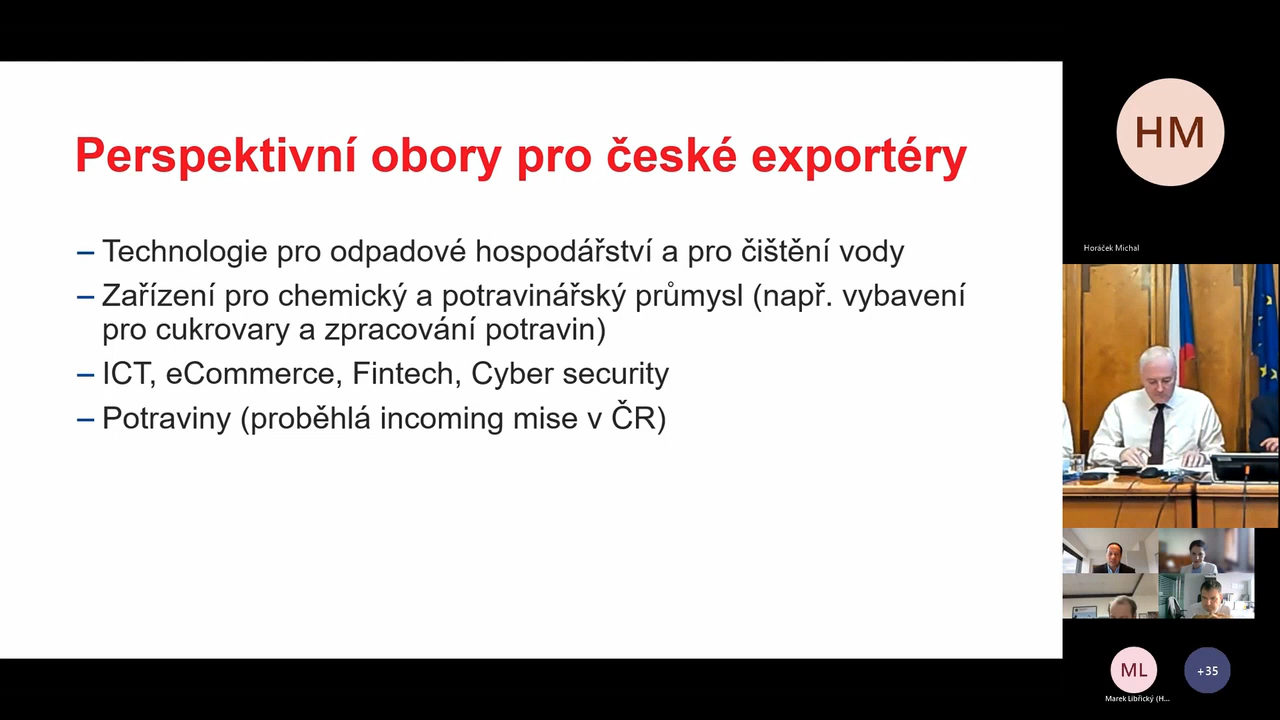 Perspektivní obory pro české exportéry
– Technologie pro odpadové hospodářství a pro čištění vody
– Zařízení pro chemický a potravinářský průmysl (např. vybavení
pro cukrovary a zpracování potravin)
– ICT, eCommerce, Fintech, Cyber security
– Potraviny (proběhlá incoming mise v ČR)
HM
Horáček Michal
ML
+35
Marek Libřický (H...